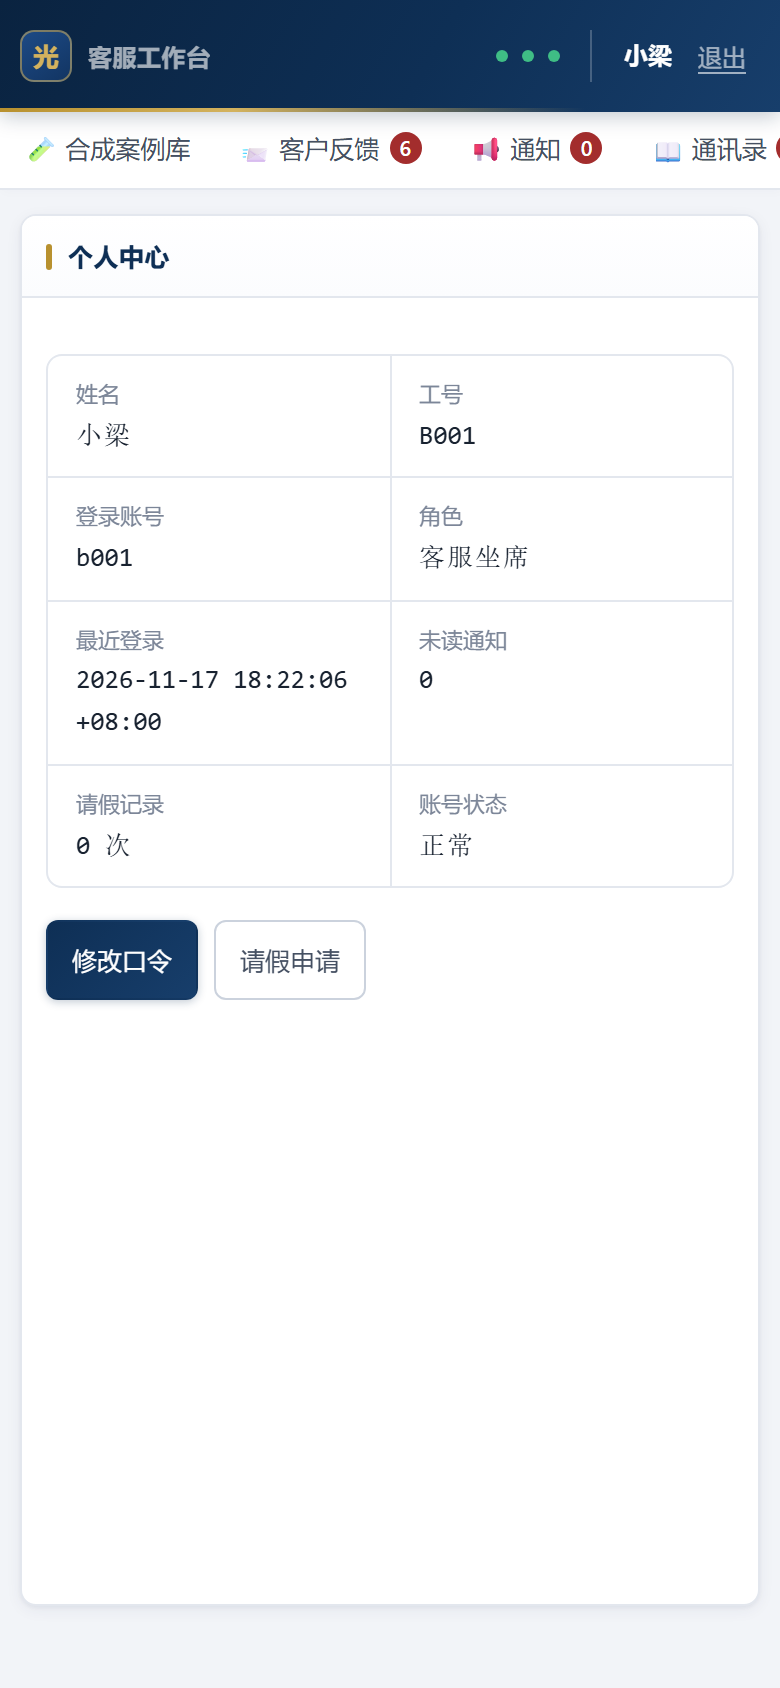 光 客服工作台 小梁 退出
合成案例库 客户反馈 6 通知 0 通讯录
个人中心
姓名 工号
小梁 B001
登录账号 角色
b001 客服坐席
最近登录 未读通知
2026-11-17 18:22:06 0
+08:00
请假记录 账号状态
0 次 正常
修改口令 请假申请